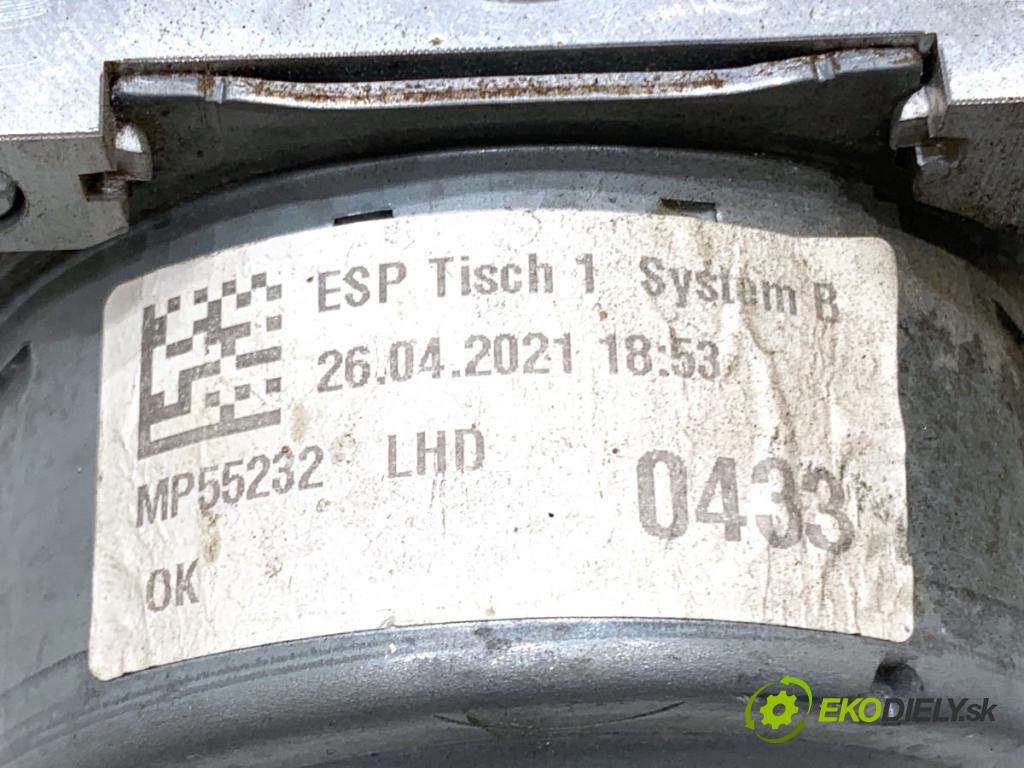 ESP Tisch 1 System B
26.04.2021 18:53
MP55232 LHD
0433
OK
EKODIELY.sk